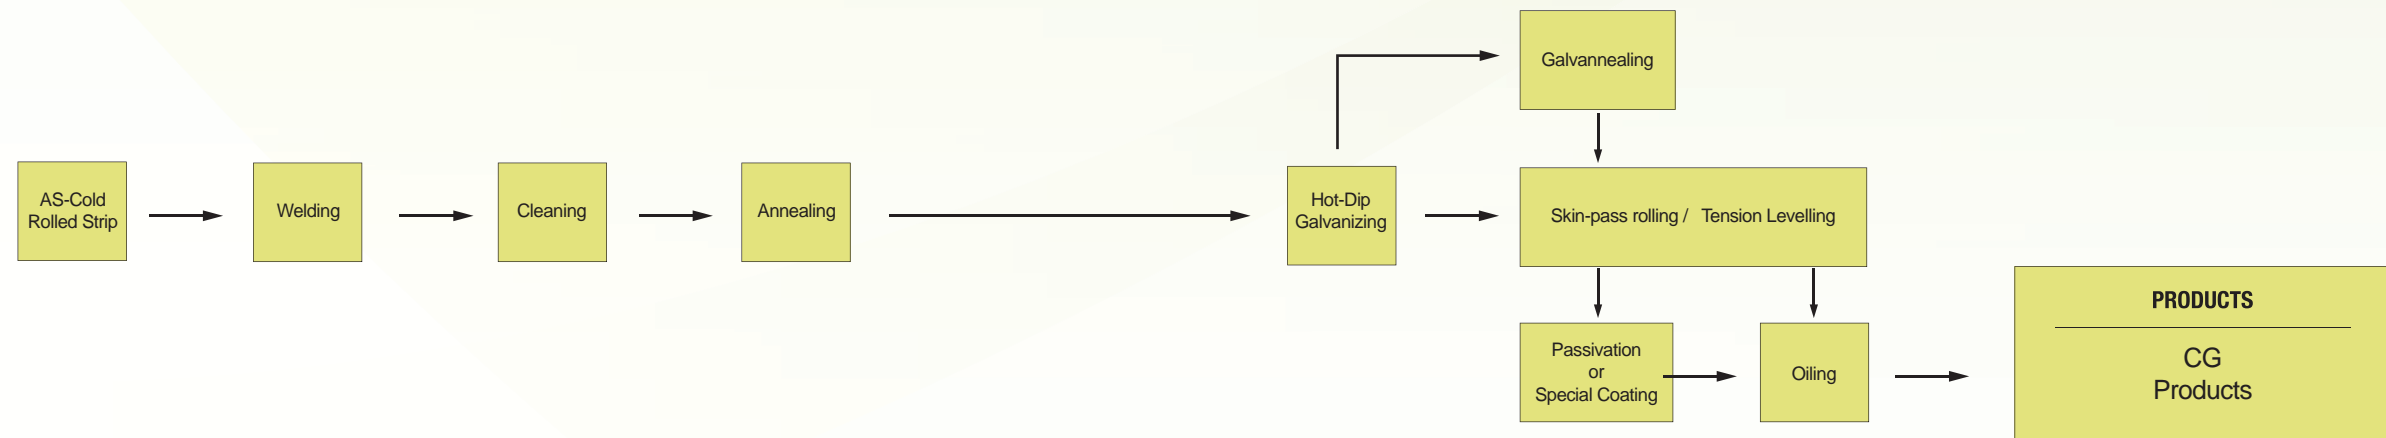 Galvannealing
AS-Cold
Rolled Strip
Welding
Cleaning
Annealing
Hot-Dip
Galvanizing
Skin-pass rolling / Tension Levelling
Passivation
or
Special Coating
Oiling
PRODUCTS
CG
Products